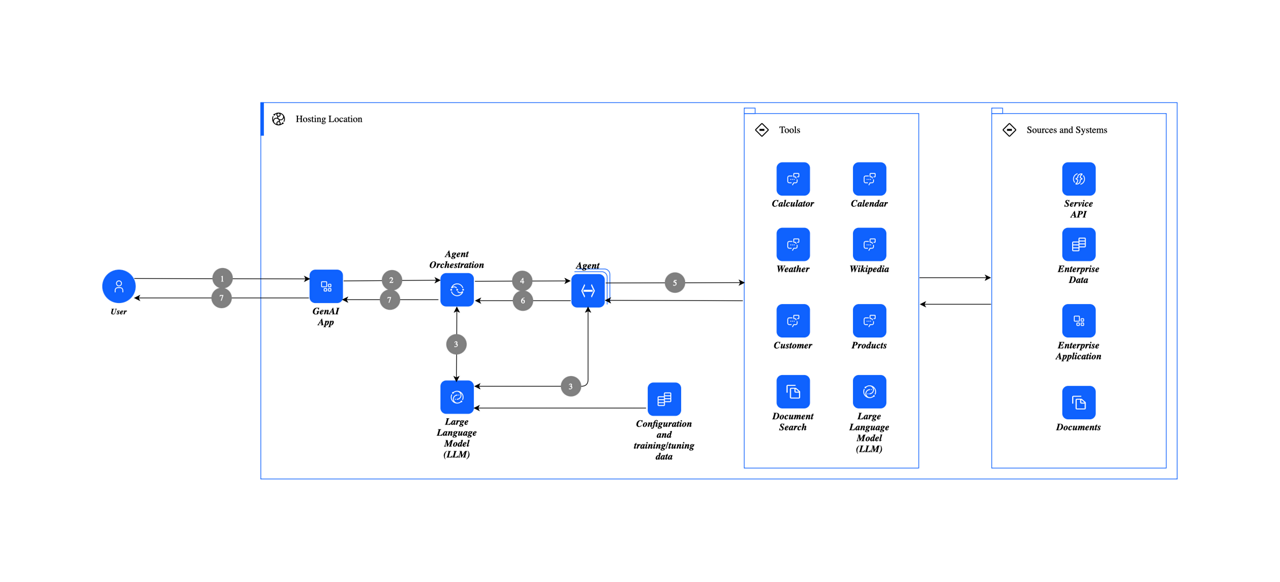 Hosting Location
Tools
Sources and Systems
Calculator
Calendar
Service
API
Weather
Wikipedia
Enterprise
Data
Agent
Orchestration
Agent
1
2
4
5
7
7
6
User
GenAI
App
3
3
Customer
Products
Enterprise
Application
Large
Language
Model
(LLM)
Configuration
and
training/tuning
data
Document
Search
Large
Language
Model
(LLM)
Documents